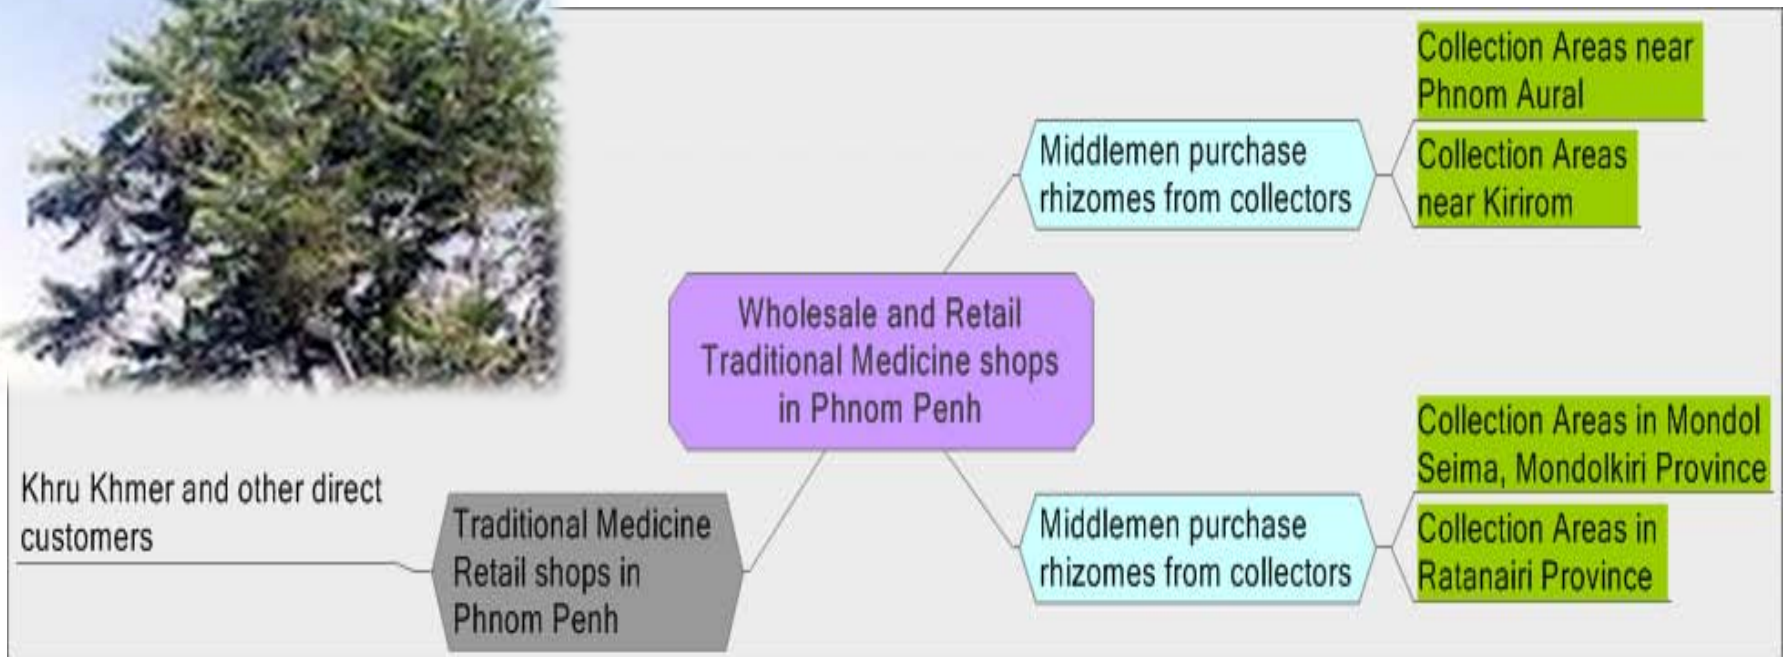 Collection Areas near
Phnom Aural
Middlemen purchase
rhizomes from collectors
Collection Areas
near Kirirom
Wholesale and Retail
Traditional Medicine shops
in Phnom Penh
Collection Areas in Mondol
Seima, Mondolkiri Province
Khru Khmer and other direct
customers
Traditional Medicine
Retail shops in
Phnom Penh
Middlemen purchase
rhizomes from collectors
Collection Areas in
Ratanairi Province